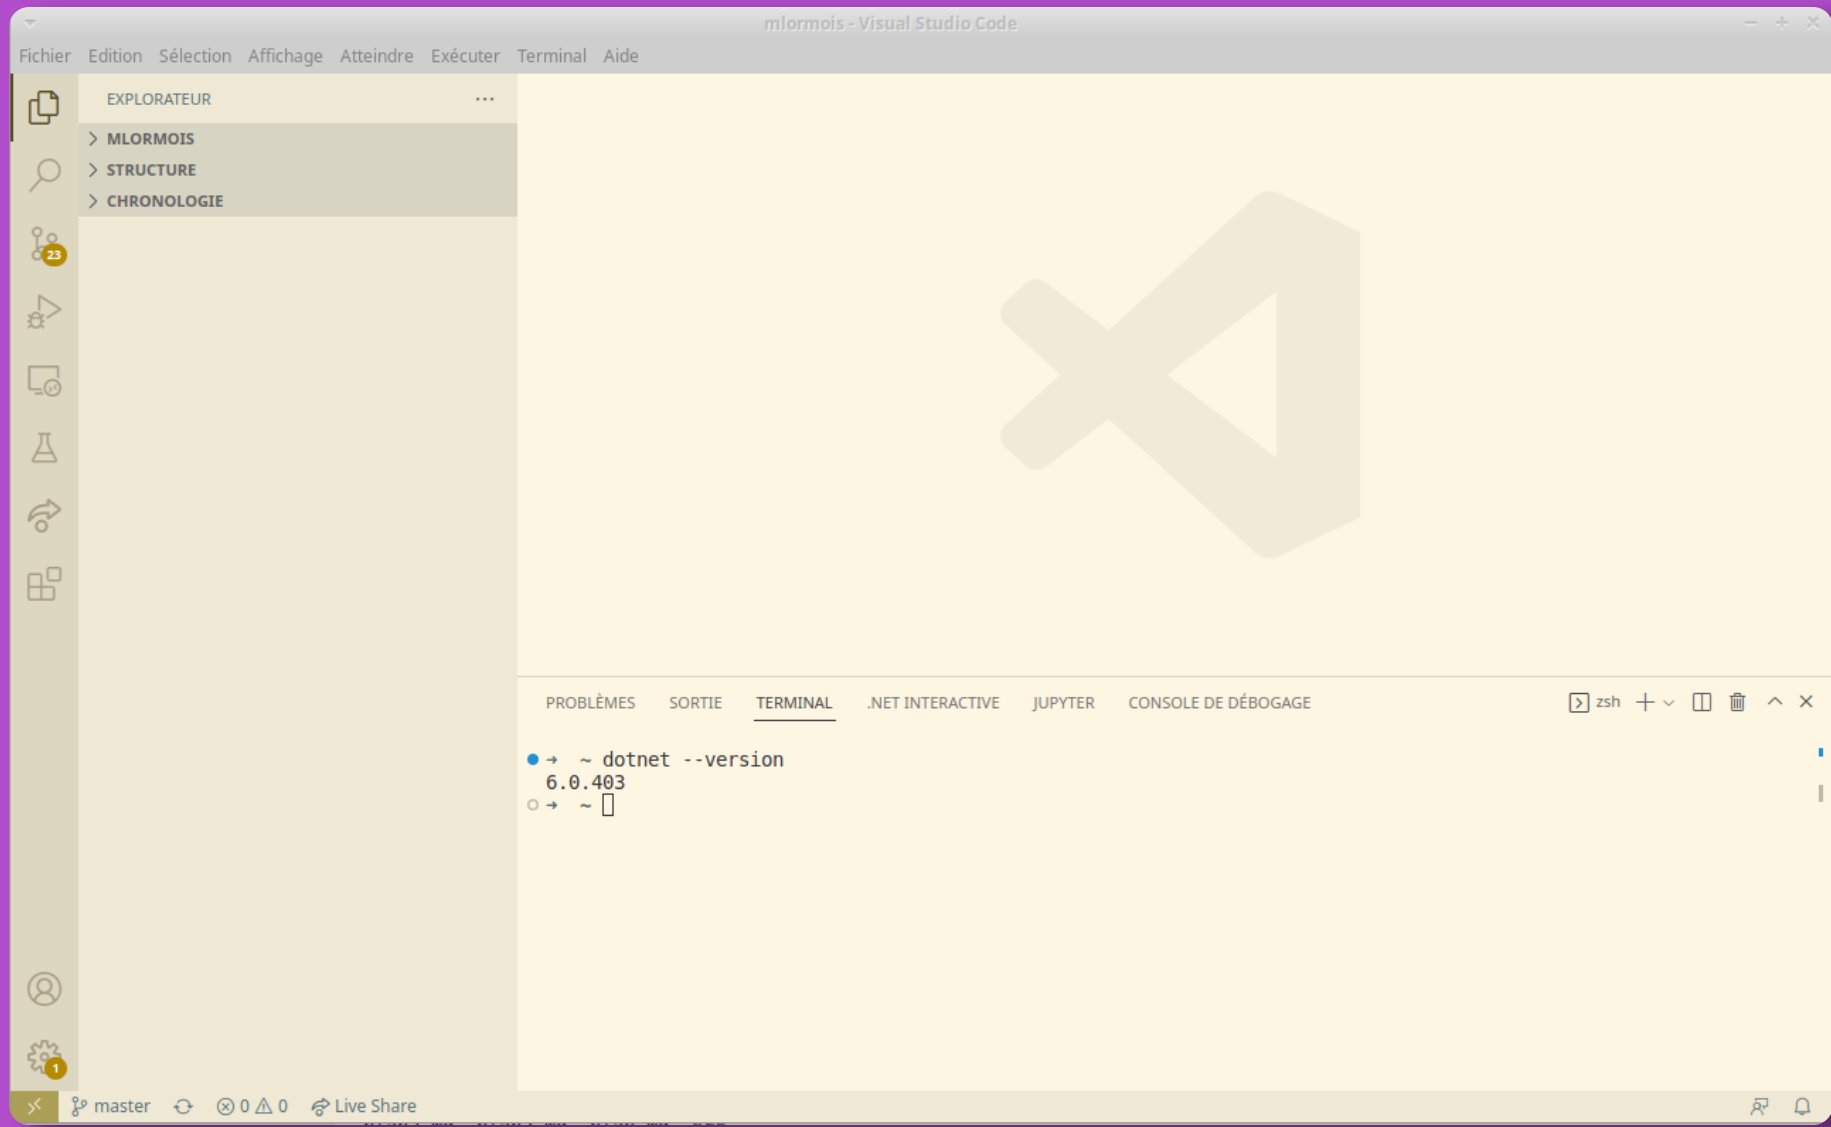 mlormois - Visual Studio Code
Fichier Edition Sélection Affichage Atteindre Exécuter Terminal Aide
EXPLORATEUR
MLORMOIS
STRUCTURE
CHRONOLOGIE
23
PROBLÈMES SORTIE TERMINAL .NET INTERACTIVE JUPYTER CONSOLE DE DÉBOGAGE zsh
➜ ~ dotnet --version
6.0.403
➜ ~
1
master 0 0 Live Share